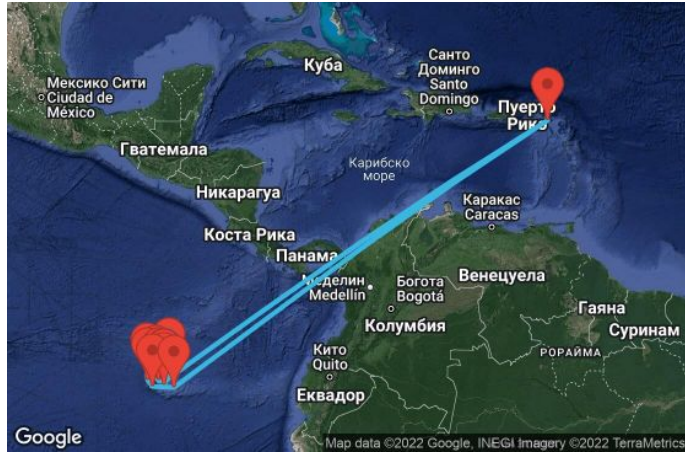 Куба
Санто
Доминго
Santo
Domingo
Пуерто
Рико
Мексико Сити
Ciudad de
México
Гватемала
Карибско
море
Никарагуа
Каракас
Caracas
Коста Рика
Панама
Меделин
Medellín
Богота
Bogotá
Венецуела
Гаяна
Колумбия
Суринам
РОРАЙМА
Кито
Quito
Еквадор
Google
Map data ©2022 Google, INEGI Imagery ©2022 TerraMetrics